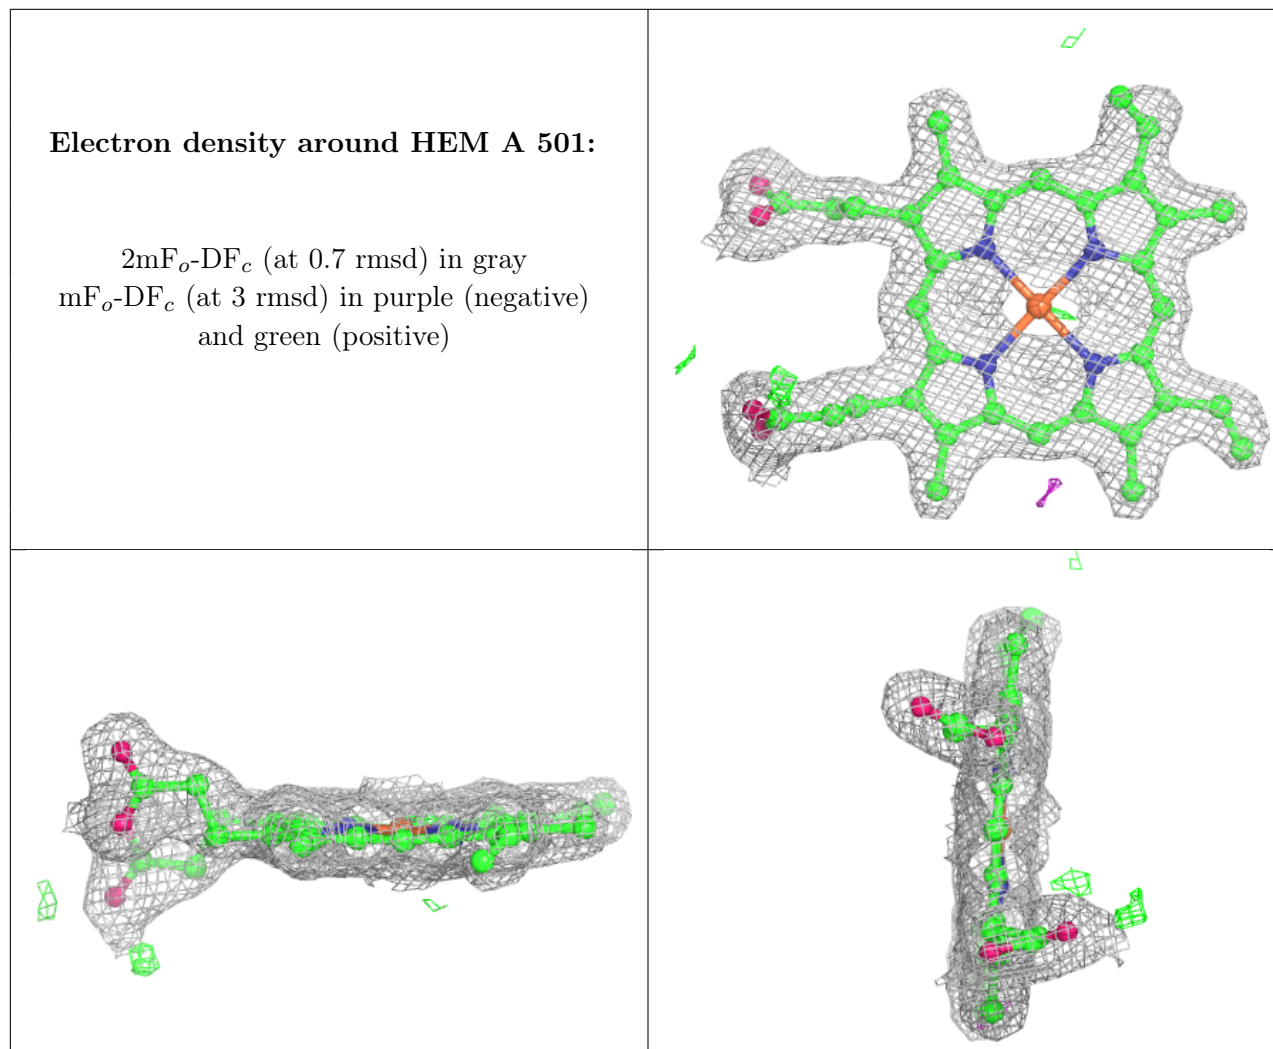 Electron density around HEM A 501:
2mFo-DFc (at 0.7 rmsd) in gray
mFo-DFc (at 3 rmsd) in purple (negative)
and green (positive)